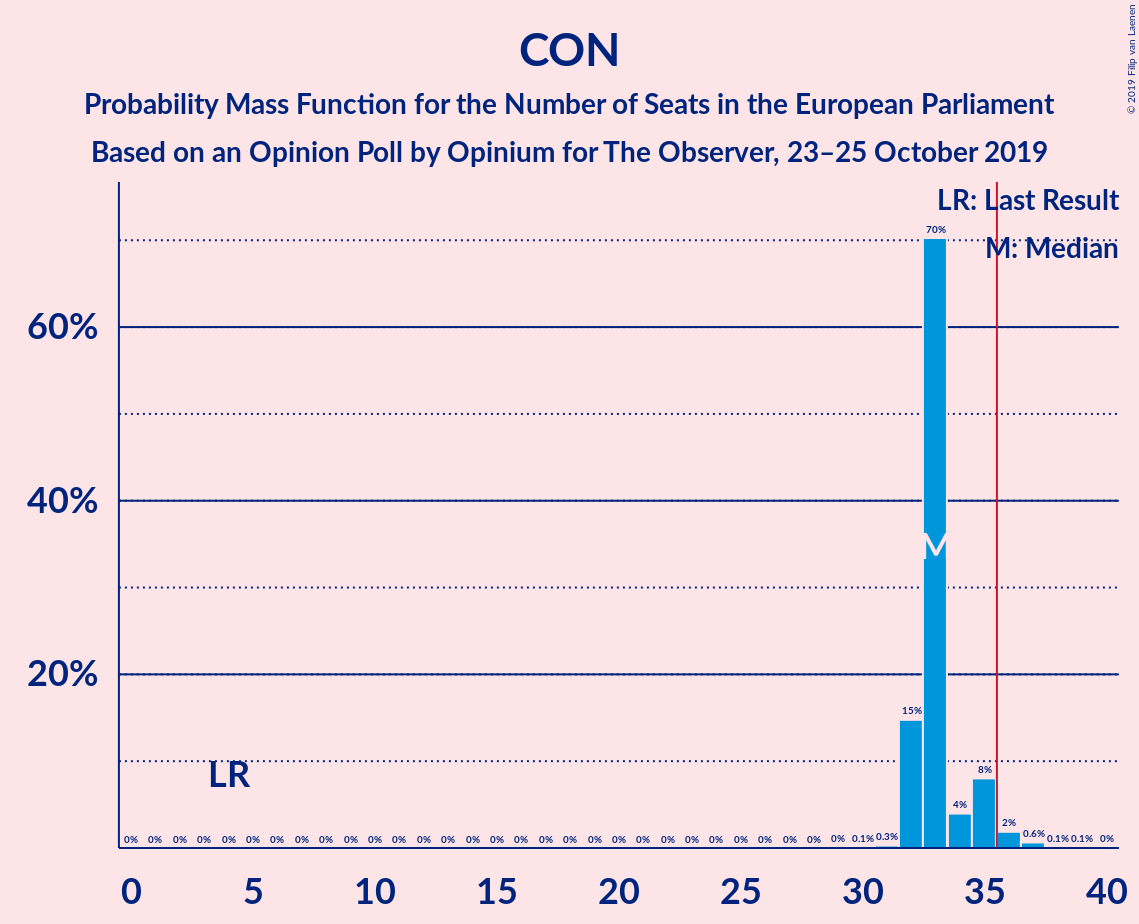 CON
Probability Mass Function for the Number of Seats in the European Parliament
Based on an Opinion Poll by Opinium for The Observer, 23–25 October 2019
© 2019 Filip van Laenen
LR: Last Result
M: Median
60%
40%
20%
70%
M
15%
8%
4%
2%
LR
0% 0% 0% 0% 0% 0% 0% 0% 0% 0% 0% 0% 0% 0% 0% 0% 0% 0% 0% 0% 0% 0% 0% 0% 0% 0% 0% 0% 0% 0% 0.1% 0.3% 0.6% 0.1% 0.1% 0%
0 5 10 15 20 25 30 35 40